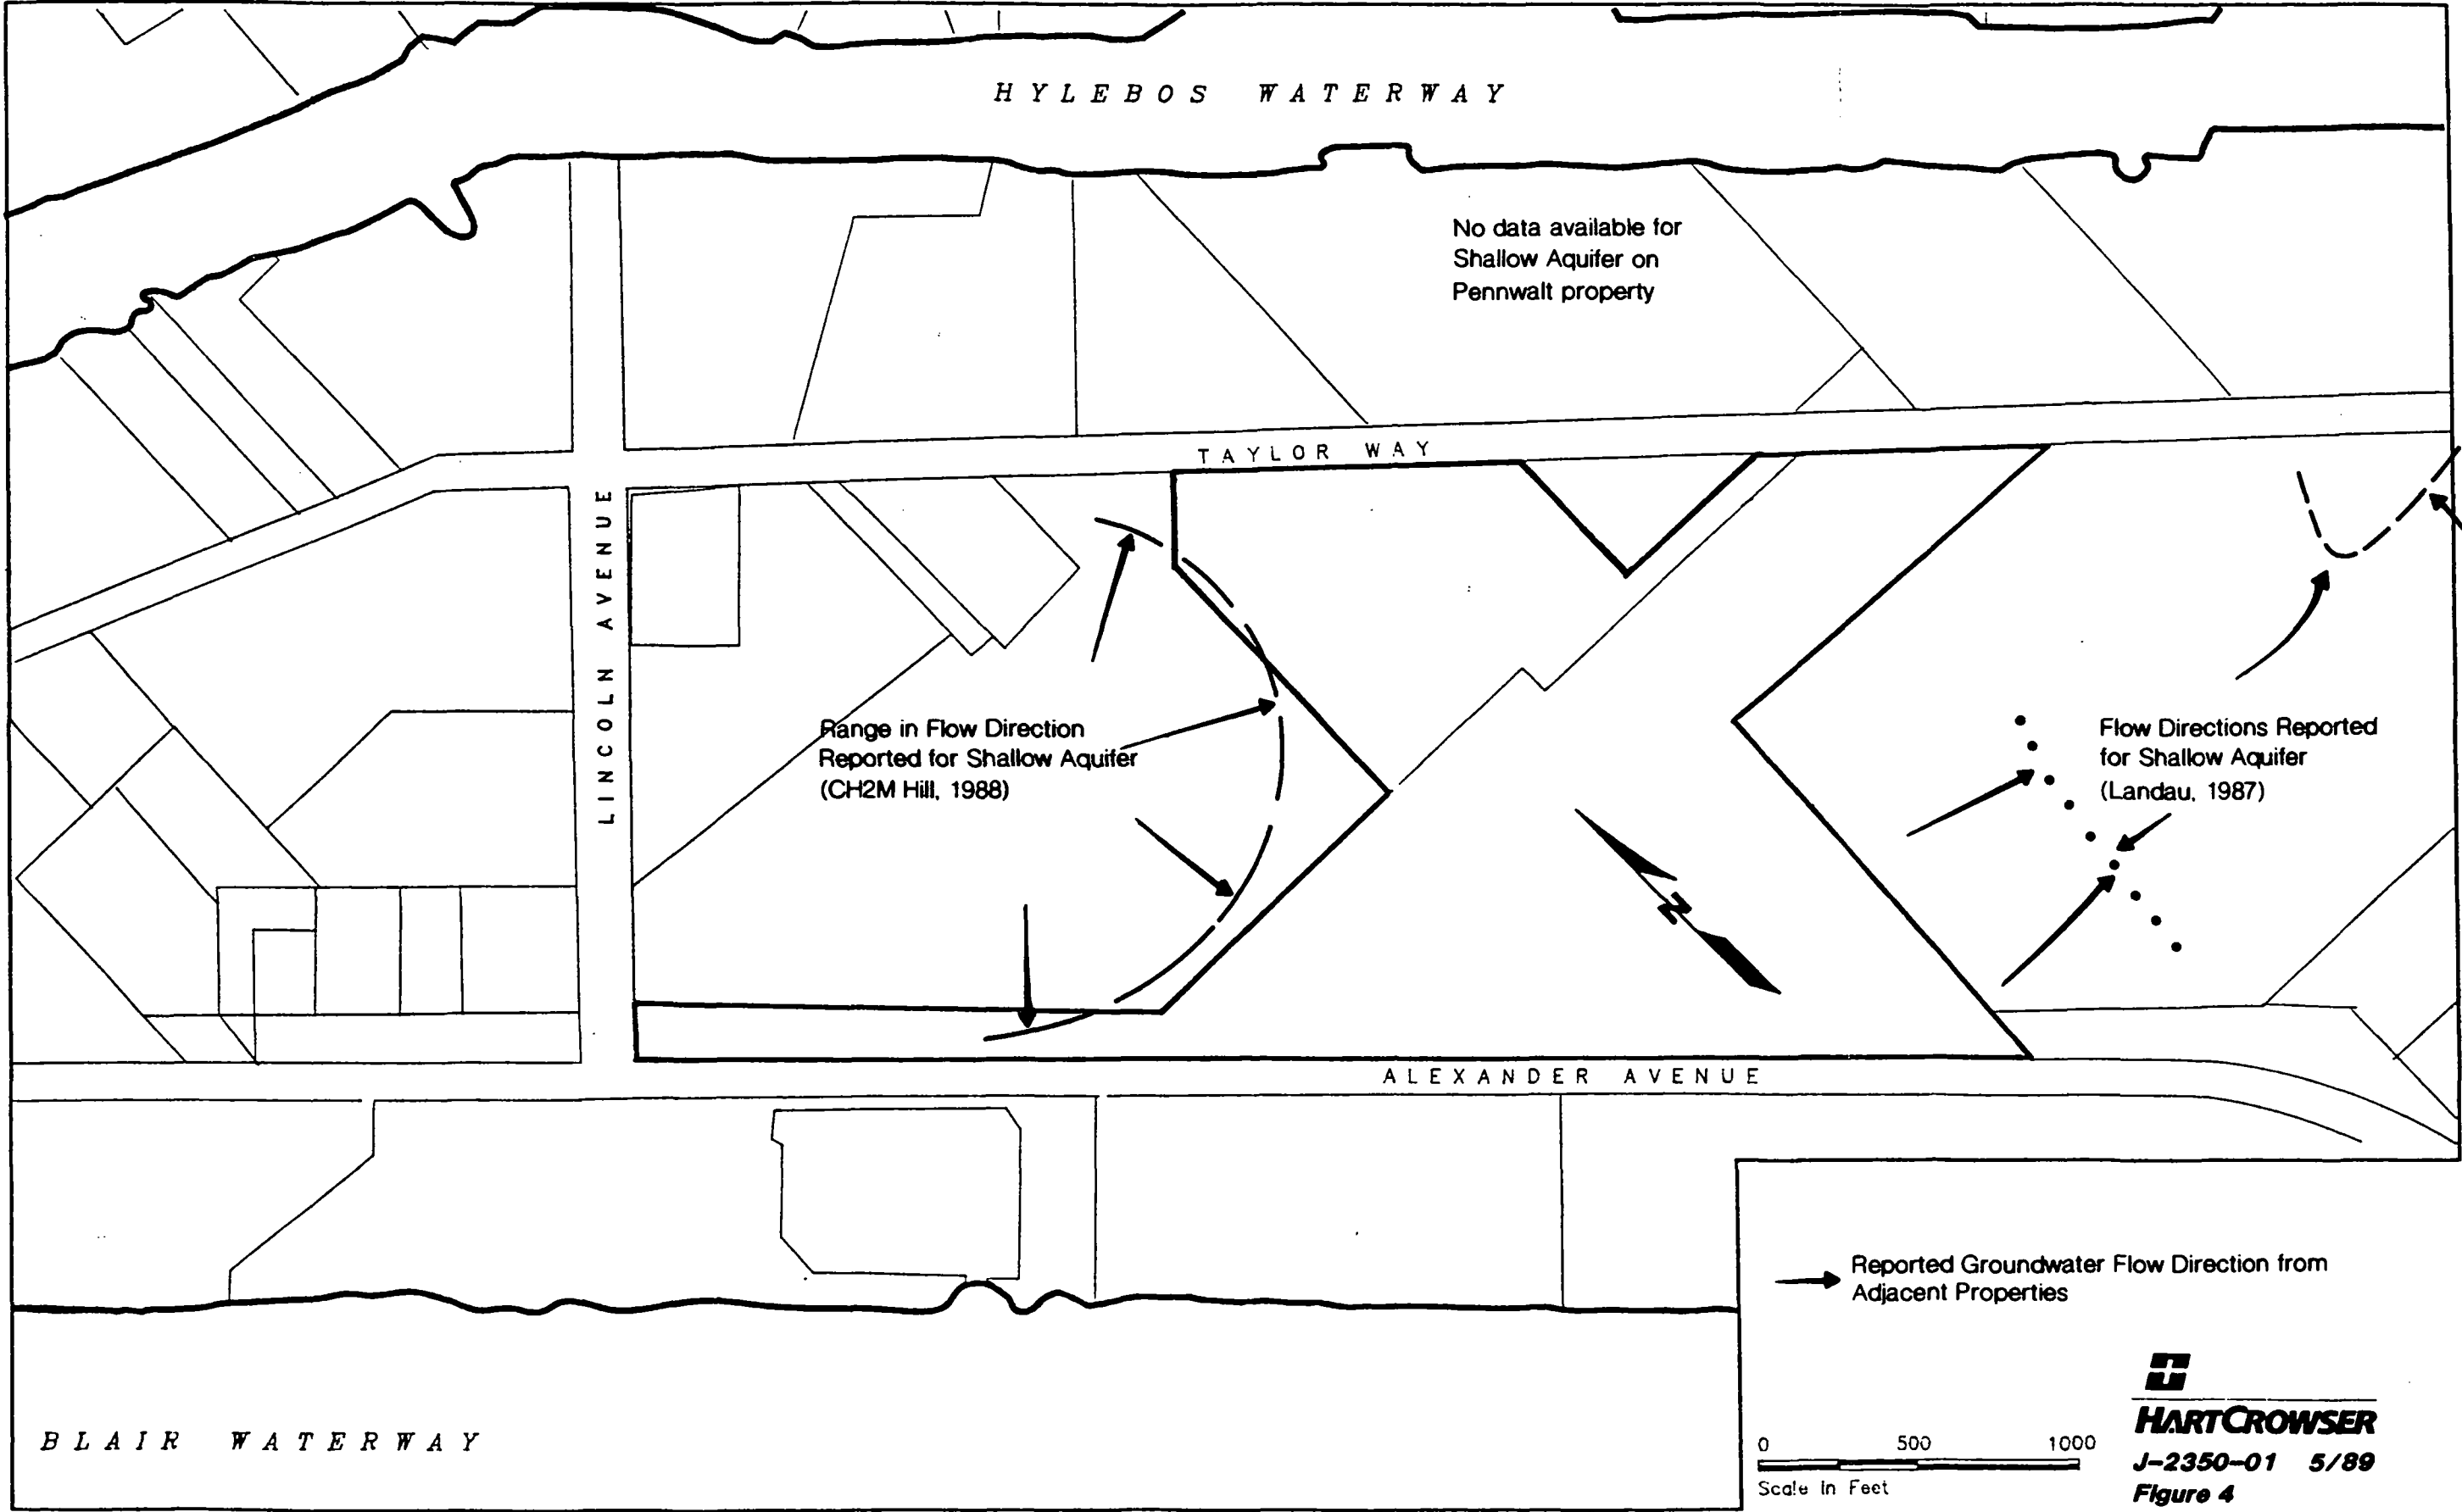 HYLEBOS WATERWAY
No data available for
Shallow Aquifer on
Pennwalt property
TAYLOR WAY
LINCOLN AVENUE
Range in Flow Direction
Reported for Shallow Aquifer
(CH2M Hill, 1988)
Flow Directions Reported
for Shallow Aquifer
(Landau, 1987)
N
ALEXANDER AVENUE
Reported Groundwater Flow Direction from
Adjacent Properties
BLAIR WATERWAY
0 500 1000
Scale In Feet
HARTCROWSER
J-2350-01 5/89
Figure 4